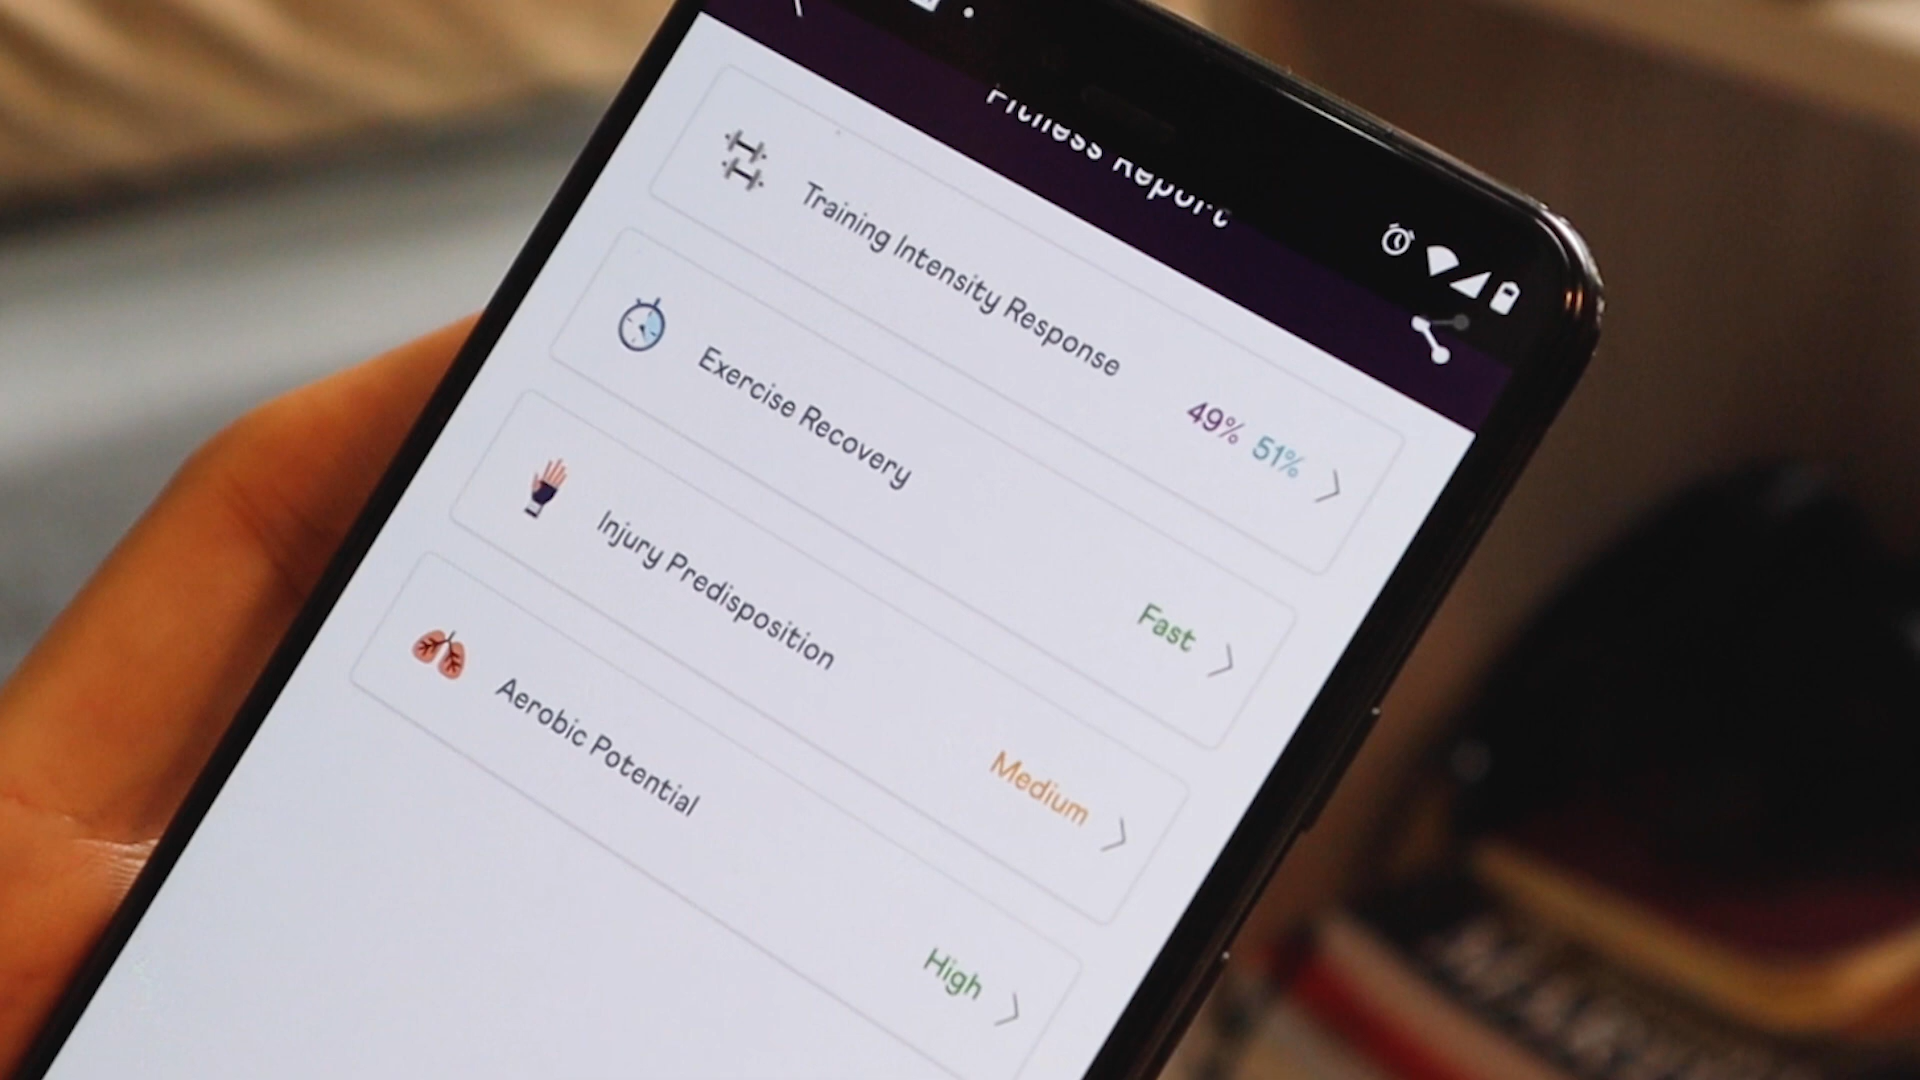 Fitness Report
Training Intensity Response
49% 51%
Exercise Recovery
Fast
Injury Predisposition
Medium
Aerobic Potential
High